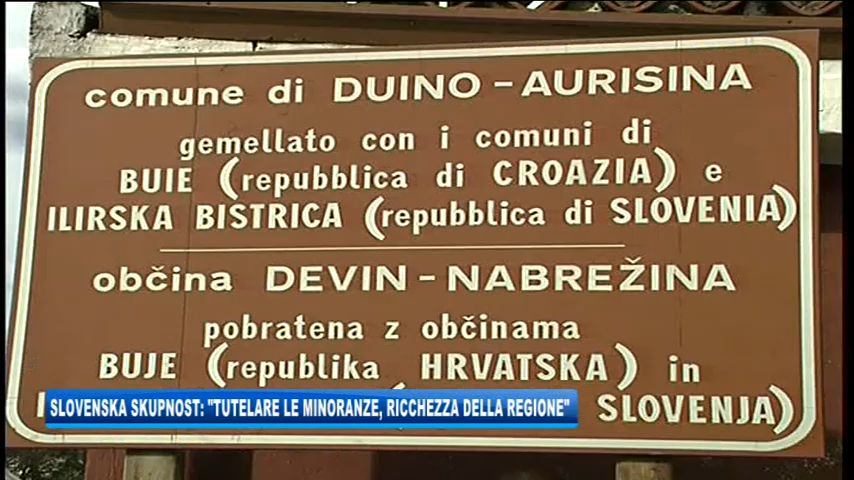 comune di DUINO - AURISINA
gemellato con i comuni di
BUIE (repubblica di CROAZIA) e
ILIRSKA BISTRICA (repubblica di SLOVENIA)
občina DEVIN - NABREŽINA
pobratena z občinama
BUJE (republika HRVATSKA) in
SLOVENJA)
SLOVENSKA SKUPNOST: "TUTELARE LE MINORANZE, RICCHEZZA DELLA REGIONE"